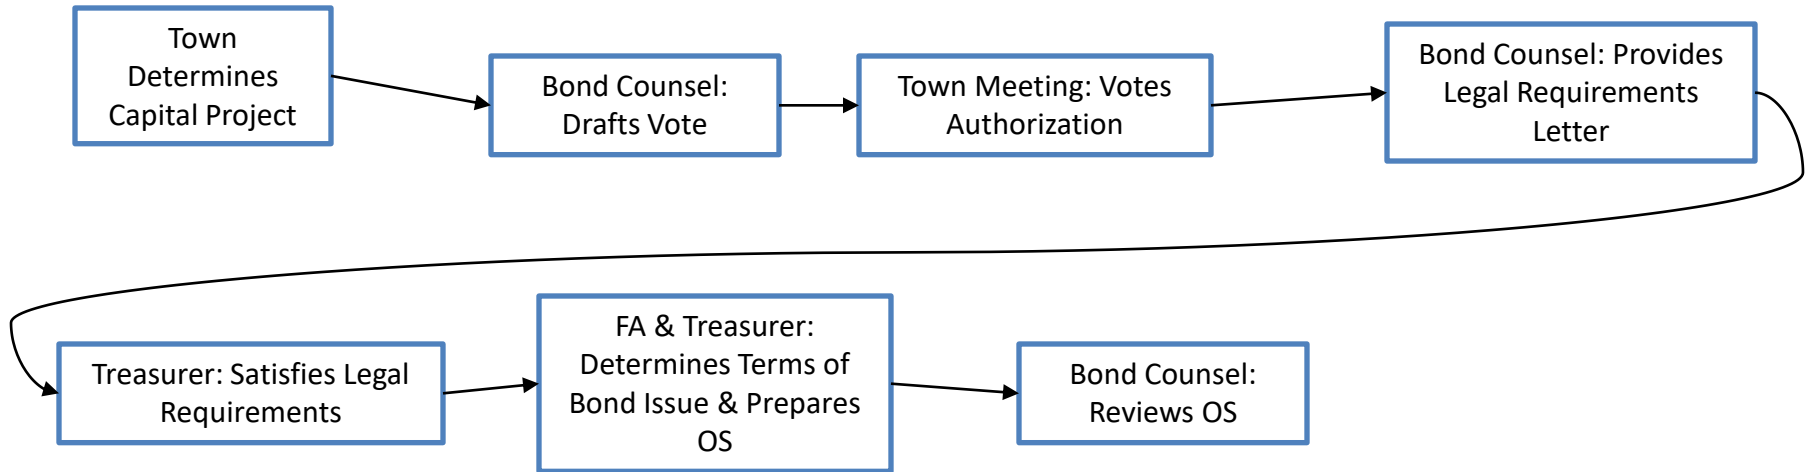 Town
Determines
Capital Project
Bond Counsel:
Drafts Vote
Town Meeting: Votes
Authorization
Bond Counsel: Provides
Legal Requirements
Letter
Treasurer: Satisfies Legal
Requirements
FA & Treasurer:
Determines Terms of
Bond Issue & Prepares
OS
Bond Counsel:
Reviews OS